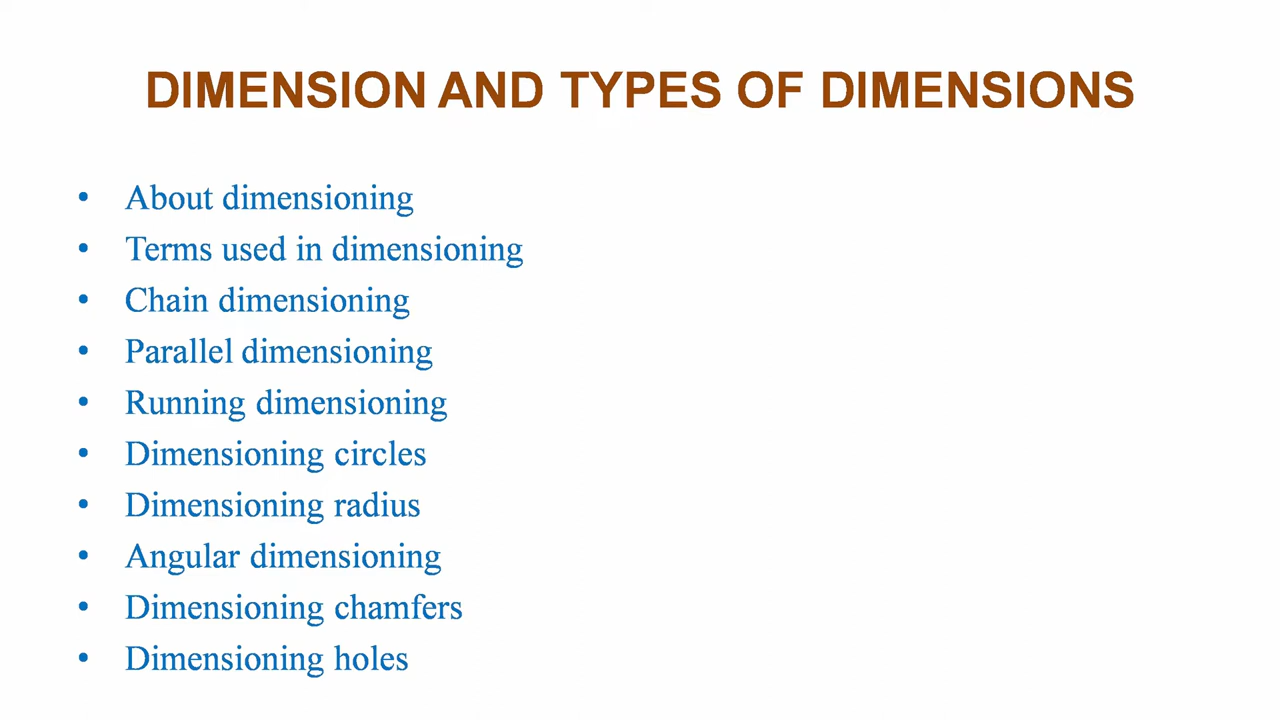 DIMENSION AND TYPES OF DIMENSIONS
• About dimensioning
• Terms used in dimensioning
• Chain dimensioning
• Parallel dimensioning
• Running dimensioning
• Dimensioning circles
• Dimensioning radius
• Angular dimensioning
• Dimensioning chamfers
• Dimensioning holes